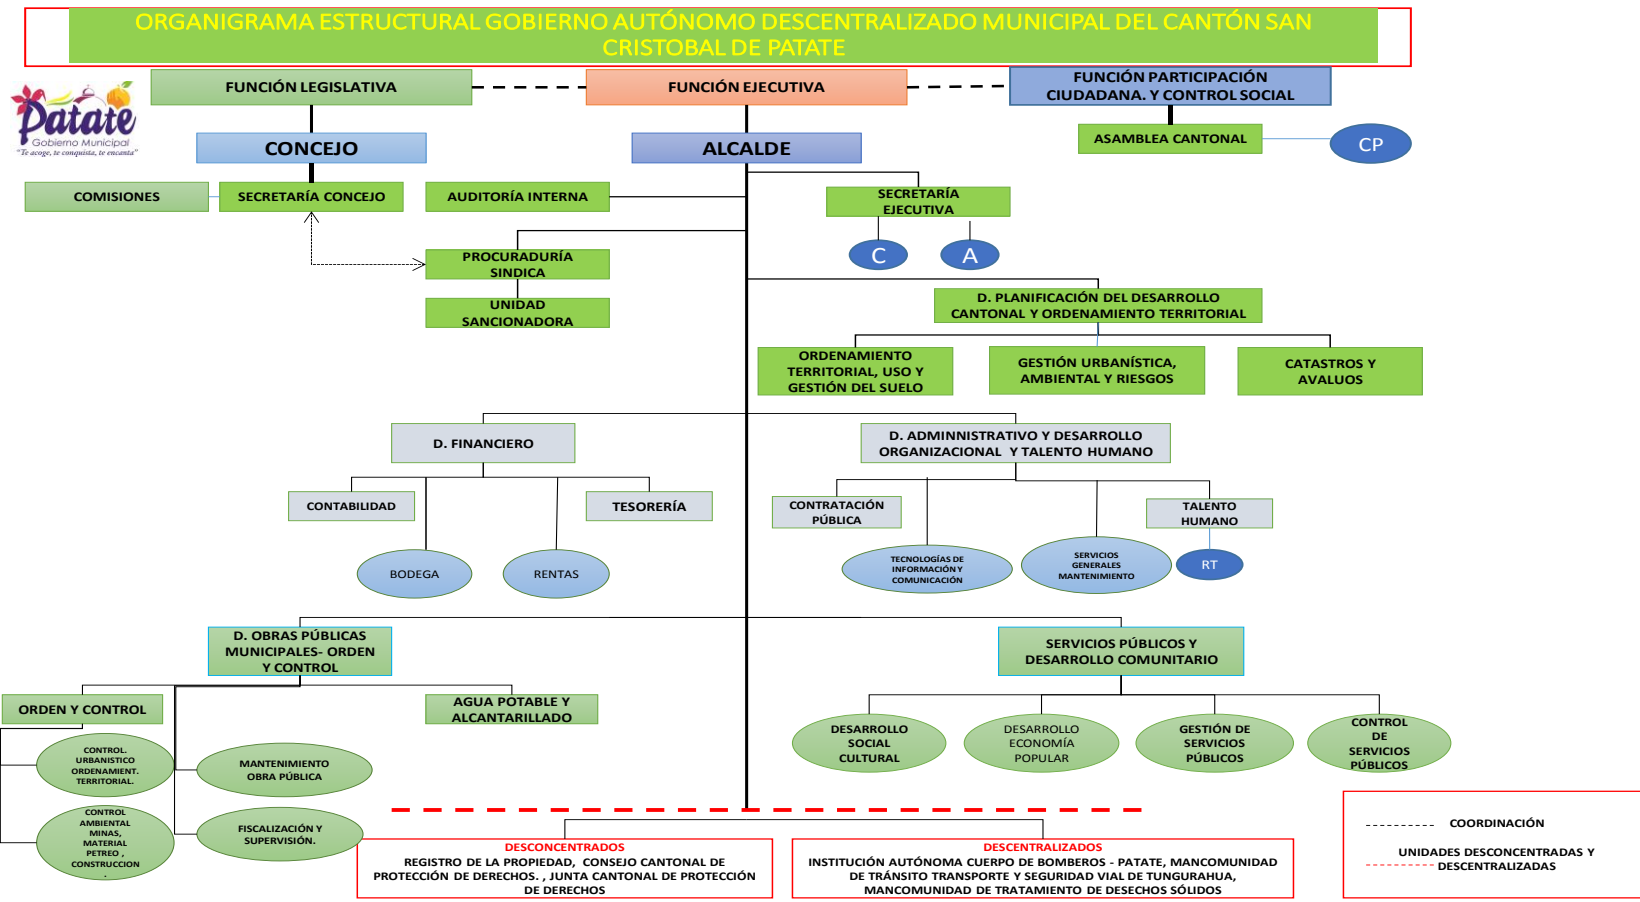 ORGANIGRAMA ESTRUCTURAL GOBIERNO AUTÓNOMO DESCENTRALIZADO MUNICIPAL DEL CANTÓN SAN
CRISTOBAL DE PATATE
Patate
Gobierno Municipal
"Te acoge, te conquista, te encanta"
FUNCIÓN LEGISLATIVA
FUNCIÓN EJECUTIVA
FUNCIÓN PARTICIPACIÓN
CIUDADANA. Y CONTROL SOCIAL
CONCEJO
ALCALDE
ASAMBLEA CANTONAL
CP
COMISIONES
SECRETARÍA CONCEJO
AUDITORÍA INTERNA
SECRETARÍA
EJECUTIVA
C
A
PROCURADURÍA
SINDICA
UNIDAD
SANCIONADORA
D. PLANIFICACIÓN DEL DESARROLLO
CANTONAL Y ORDENAMIENTO TERRITORIAL
ORDENAMIENTO
TERRITORIAL, USO Y
GESTIÓN DEL SUELO
GESTIÓN URBANÍSTICA,
AMBIENTAL Y RIESGOS
CATASTROS Y
AVALUOS
D. FINANCIERO
D. ADMINNISTRATIVO Y DESARROLLO
ORGANIZACIONAL Y TALENTO HUMANO
CONTABILIDAD
TESORERÍA
CONTRATACIÓN
PÚBLICA
TALENTO
HUMANO
BODEGA
RENTAS
TECNOLOGÍAS DE
INFORMACIÓN Y
COMUNICACIÓN
SERVICIOS
GENERALES
MANTENIMIENTO
RT
D. OBRAS PÚBLICAS
MUNICIPALES- ORDEN
Y CONTROL
SERVICIOS PÚBLICOS Y
DESARROLLO COMUNITARIO
ORDEN Y CONTROL
AGUA POTABLE Y
ALCANTARILLADO
CONTROL.
URBANISTICO
ORDENAMIENT.
TERRITORIAL.
MANTENIMIENTO
OBRA PÚBLICA
DESARROLLO
SOCIAL
CULTURAL
DESARROLLO
ECONOMÍA
POPULAR
GESTIÓN DE
SERVICIOS
PÚBLICOS
CONTROL
DE
SERVICIOS
PÚBLICOS
CONTROL
AMBIENTAL
MINAS,
MATERIAL
PETREO ,
CONSTRUCCION
.
FISCALIZACIÓN Y
SUPERVISIÓN.
DESCONCENTRADOS
REGISTRO DE LA PROPIEDAD, CONSEJO CANTONAL DE
PROTECCIÓN DE DERECHOS. , JUNTA CANTONAL DE PROTECCIÓN
DE DERECHOS
DESCENTRALIZADOS
INSTITUCIÓN AUTÓNOMA CUERPO DE BOMBEROS - PATATE, MANCOMUNIDAD
DE TRÁNSITO TRANSPORTE Y SEGURIDAD VIAL DE TUNGURAHUA,
MANCOMUNIDAD DE TRATAMIENTO DE DESECHOS SÓLIDOS
COORDINACIÓN
UNIDADES DESCONCENTRADAS Y
DESCENTRALIZADAS